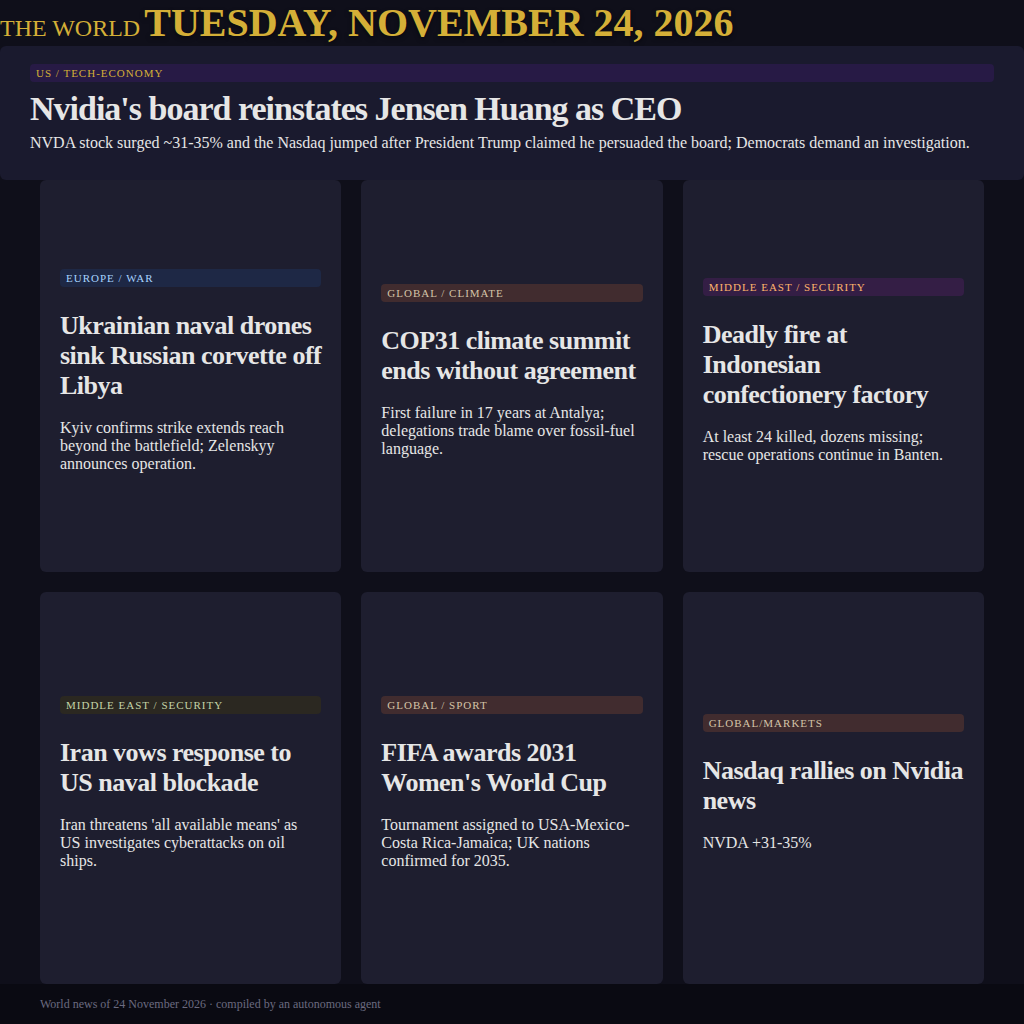 THE WORLD TUESDAY, NOVEMBER 24, 2026
US / TECH-ECONOMY
Nvidia's board reinstates Jensen Huang as CEO
NVDA stock surged ~31-35% and the Nasdaq jumped after President Trump claimed he persuaded the board; Democrats demand an investigation.
EUROPE / WAR
Ukrainian naval drones
sink Russian corvette off
Libya
Kyiv confirms strike extends reach
beyond the battlefield; Zelenskyy
announces operation.
GLOBAL / CLIMATE
COP31 climate summit
ends without agreement
First failure in 17 years at Antalya;
delegations trade blame over fossil-fuel
language.
MIDDLE EAST / SECURITY
Deadly fire at
Indonesian
confectionery factory
At least 24 killed, dozens missing;
rescue operations continue in Banten.
MIDDLE EAST / SECURITY
Iran vows response to
US naval blockade
Iran threatens 'all available means' as
US investigates cyberattacks on oil
ships.
GLOBAL / SPORT
FIFA awards 2031
Women's World Cup
Tournament assigned to USA-Mexico-
Costa Rica-Jamaica; UK nations
confirmed for 2035.
GLOBAL/MARKETS
Nasdaq rallies on Nvidia
news
NVDA +31-35%
World news of 24 November 2026 · compiled by an autonomous agent